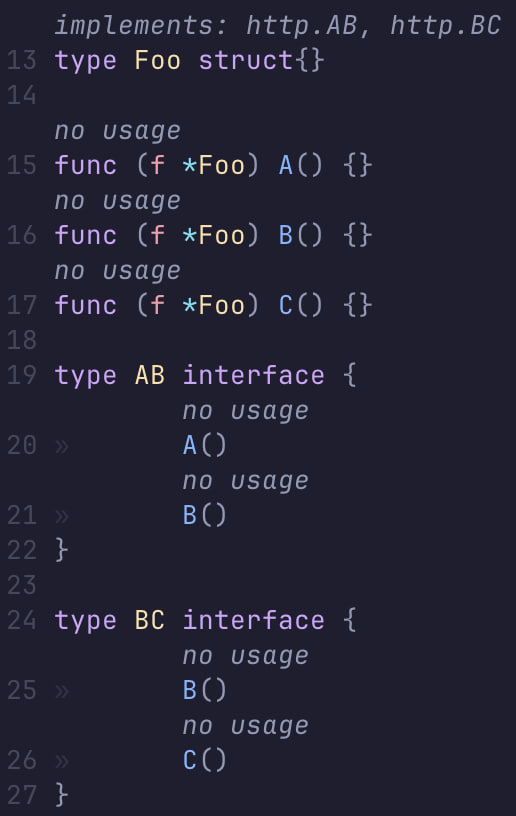 implements: http.AB, http.BC
13 type Foo struct{}
14
no usage
15 func (f *Foo) A() {}
no usage
16 func (f *Foo) B() {}
no usage
17 func (f *Foo) C() {}
18
19 type AB interface {
no usage
20 » A()
no usage
21 » B()
22 }
23
24 type BC interface {
no usage
25 » B()
no usage
26 » C()
27 }